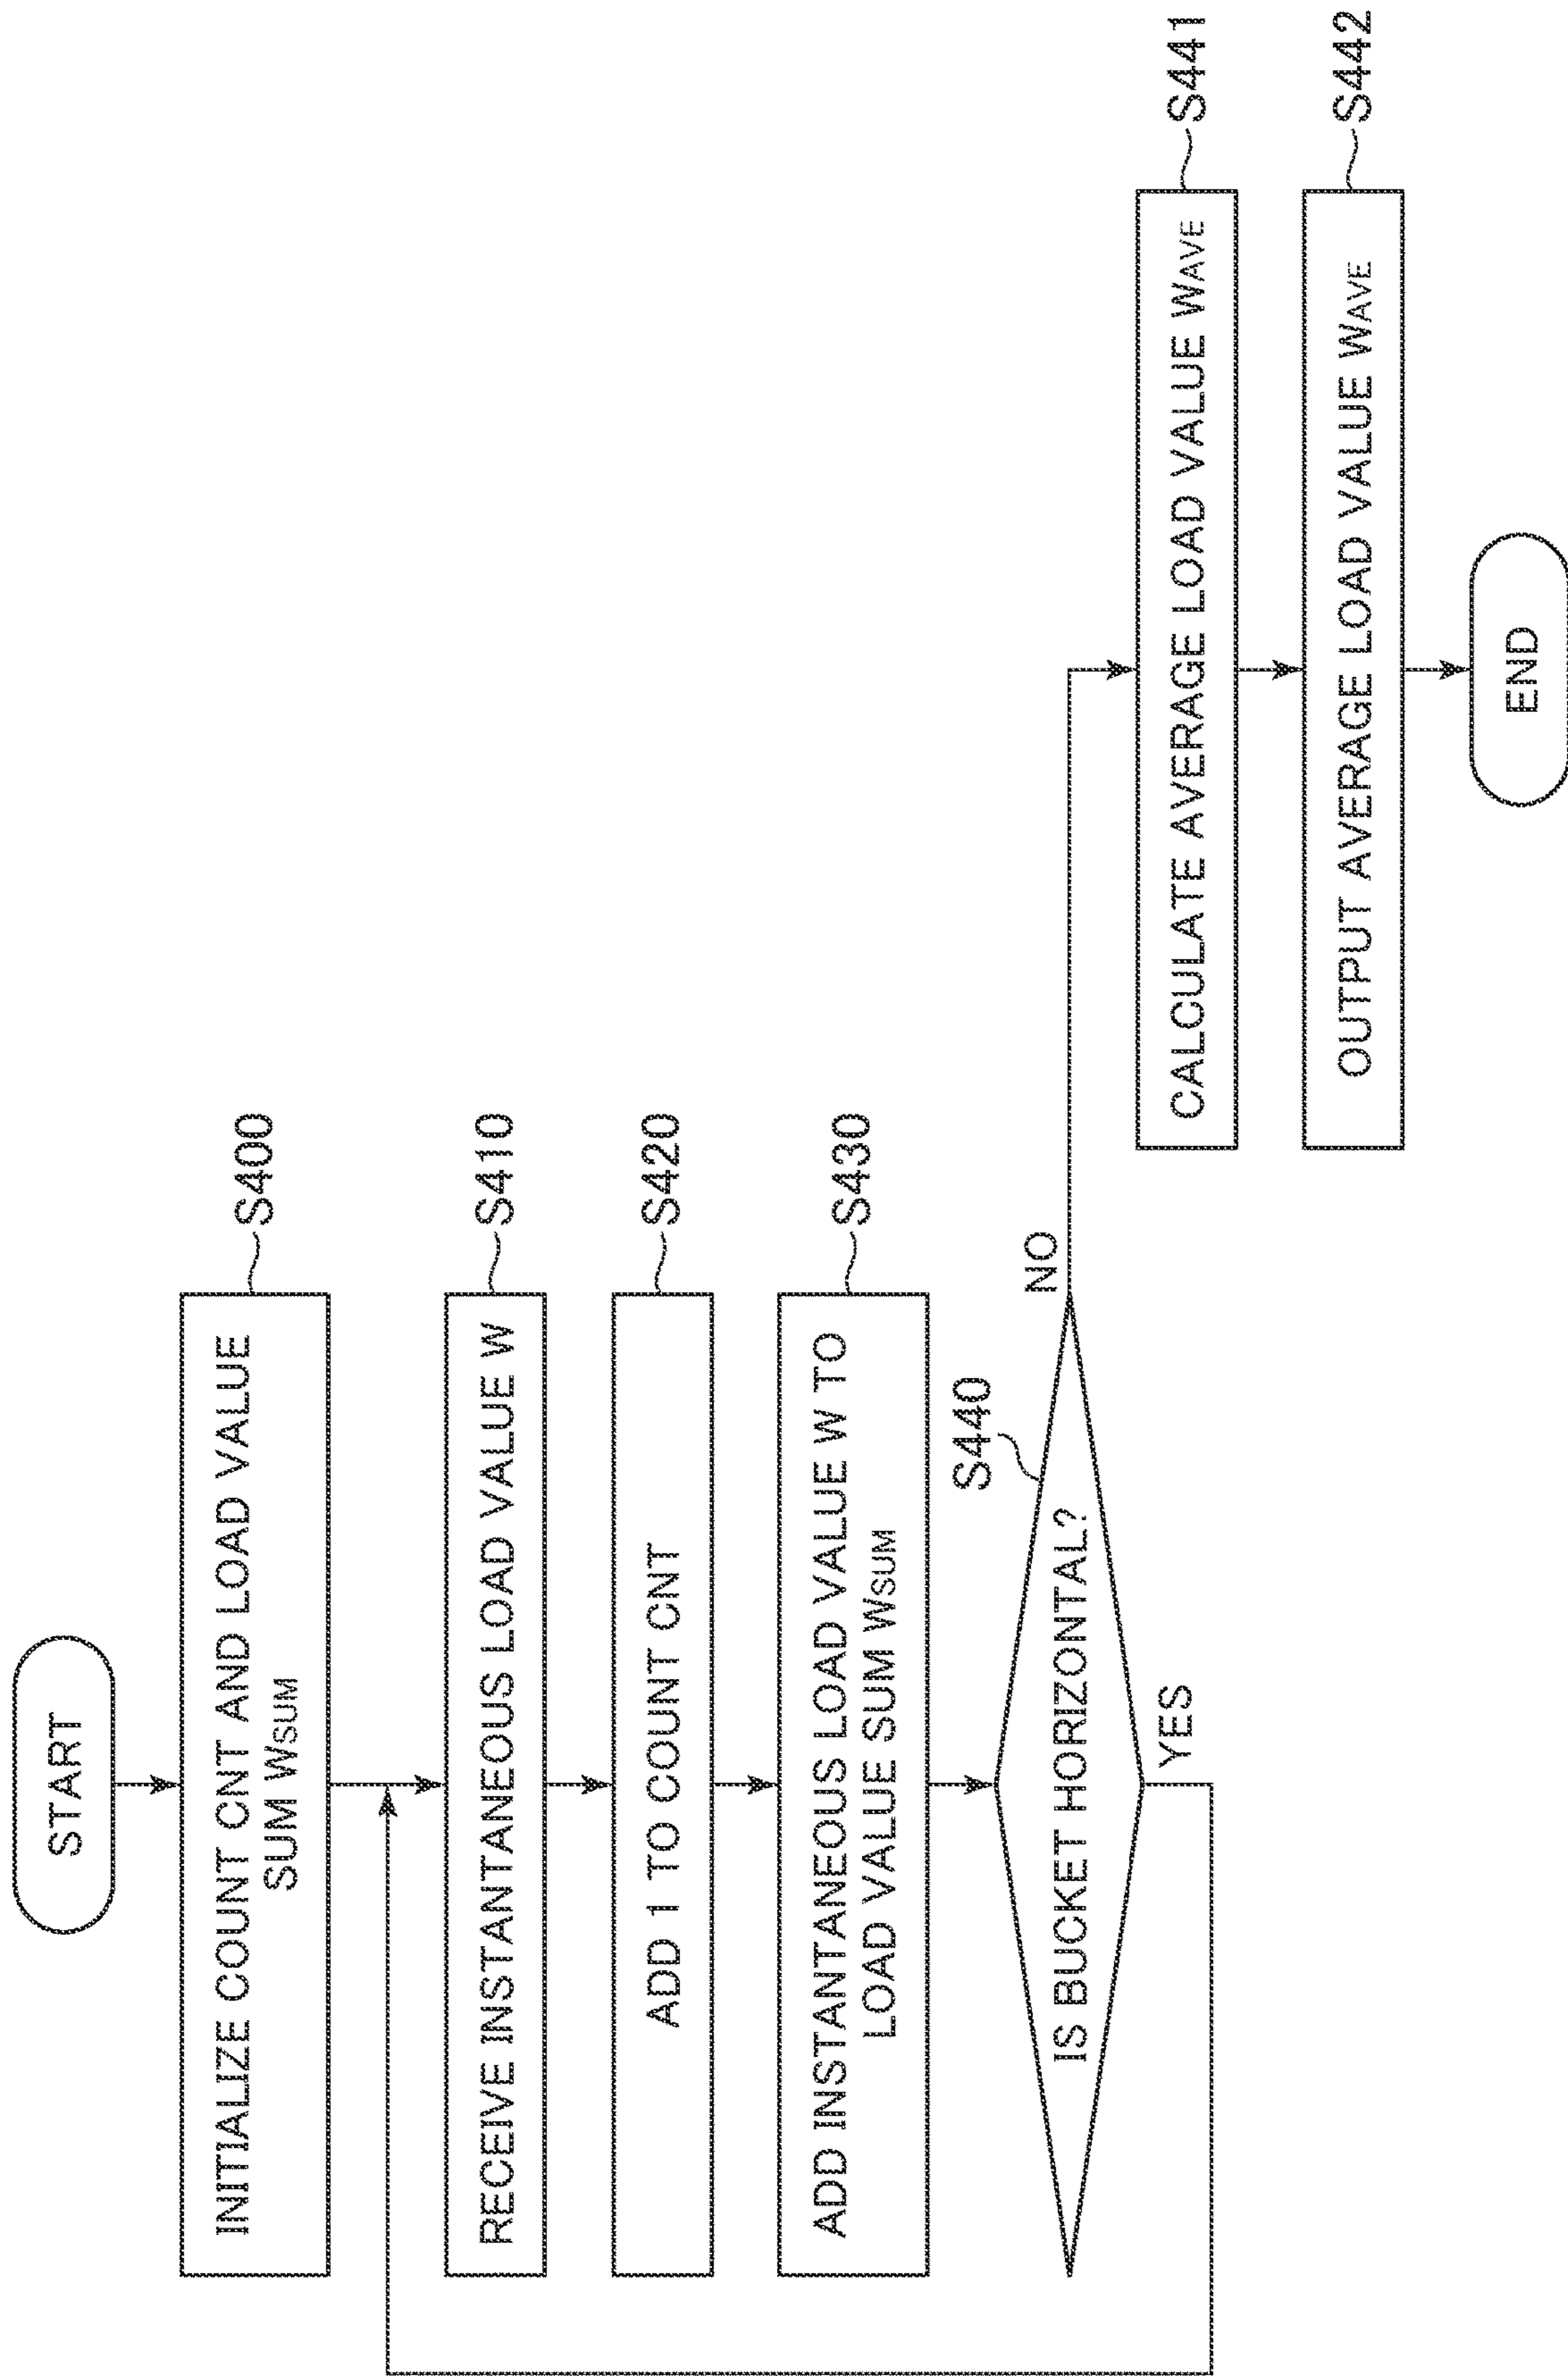 START
INITIALIZE COUNT CNT AND LOAD VALUE
SUM WSUM
S400
RECEIVE INSTANTANEOUS LOAD VALUE W
S410
ADD 1 TO COUNT CNT
S420
ADD INSTANTANEOUS LOAD VALUE W TO
LOAD VALUE SUM WSUM
S430
S440
IS BUCKET HORIZONTAL?
NO
YES
CALCULATE AVERAGE LOAD VALUE WAVE
S441
OUTPUT AVERAGE LOAD VALUE WAVE
S442
END